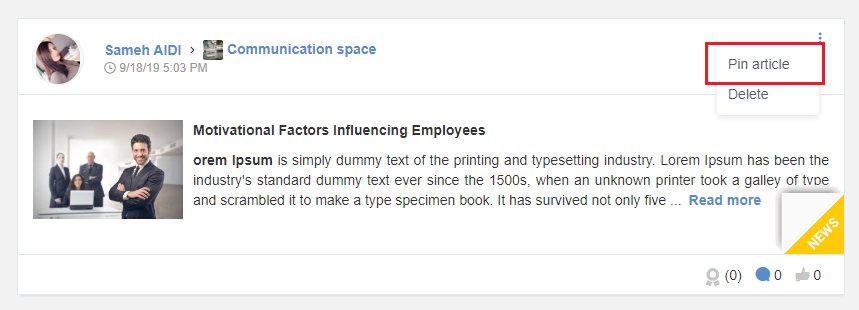 Sameh AIDI > Communication space
9/18/19 5:03 PM
Pin article
Delete
Motivational Factors Influencing Employees
orem Ipsum is simply dummy text of the printing and typesetting industry. Lorem Ipsum has been the
industry's standard dummy text ever since the 1500s, when an unknown printer took a galley of type
and scrambled it to make a type specimen book. It has survived not only five ... Read more
NEWS
(0) 0 0